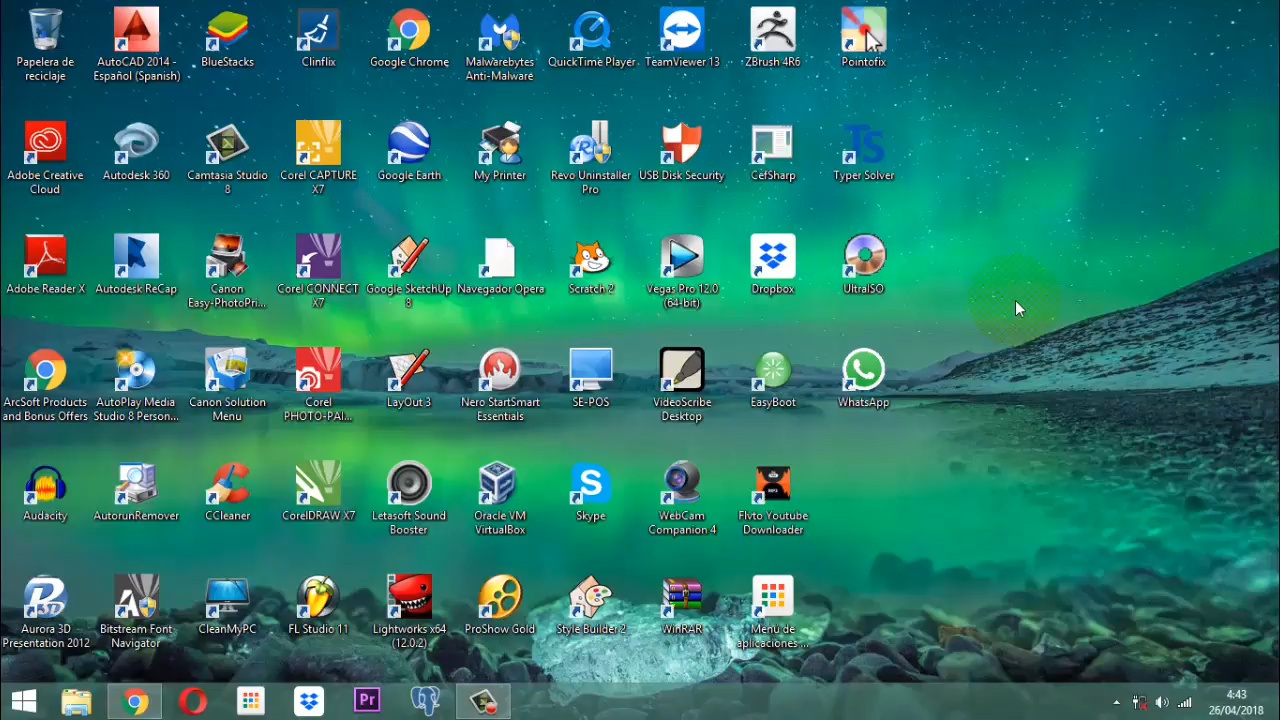 Papelera de
reciclaje
AutoCAD 2014 -
Español (Spanish)
BlueStacks
Clinflix
Google Chrome
Malwarebytes
Anti-Malware
QuickTime Player
TeamViewer 13
ZBrush 4R6
Pointofix
Adobe Creative
Cloud
Autodesk 360
Camtasia Studio
8
Corel CAPTURE
X7
Google Earth
My Printer
Revo Uninstaller
Pro
USB Disk Security
CefSharp
Ts
Typer Solver
Adobe Reader X
Autodesk ReCap
Canon
Easy-PhotoPri...
Corel CONNECT
X7
Google SketchUp
8
Navegador Opera
Scratch 2
Vegas Pro 12.0
(64-bit)
Dropbox
UltraISO
ArcSoft Products
and Bonus Offers
AutoPlay Media
Studio 8 Person...
Canon Solution
Menu
Corel
PHOTO-PAI...
LayOut 3
Nero StartSmart
Essentials
SE-POS
VideoScribe
Desktop
EasyBoot
WhatsApp
Audacity
AutorunRemover
CCleaner
CorelDRAW X7
Letasoft Sound
Booster
Oracle VM
VirtualBox
Skype
WebCam
Companion 4
Flvto Youtube
Downloader
Aurora 3D
Presentation 2012
Bitstream Font
Navigator
CleanMyPC
FL Studio 11
Lightworks x64
(12.0.2)
ProShow Gold
Style Builder 2
WinRAR
Menú de
aplicaciones ...
Pr
4:43
26/04/2018